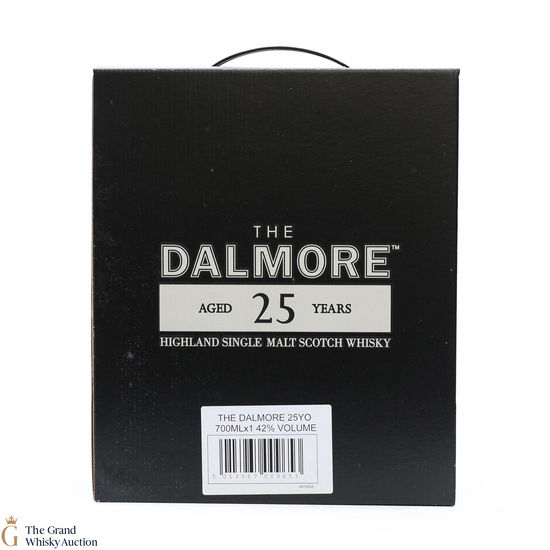 THE
DALMORE™
AGED 25 YEARS
HIGHLAND SINGLE MALT SCOTCH WHISKY
THE DALMORE 25YO
700MLx1 42% VOLUME
The Grand
Whisky Auction